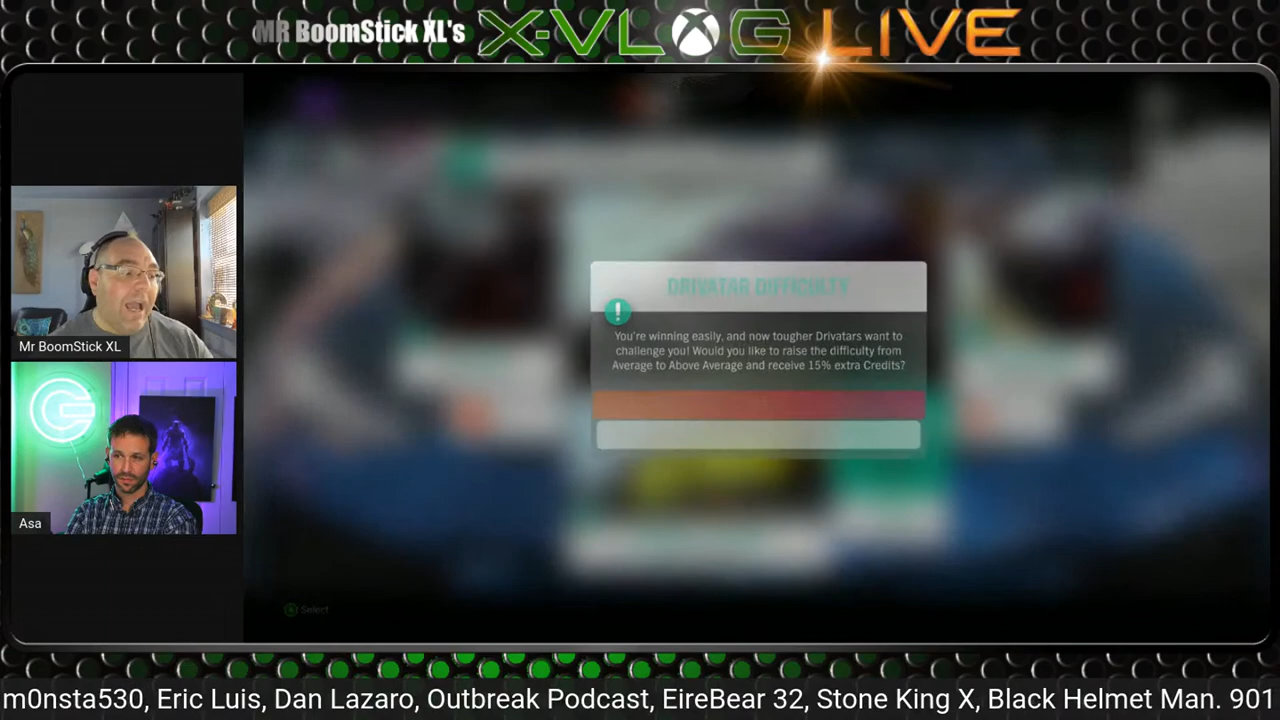 MR BoomStick XL's X-VLOG LIVE
DRIVATAR DIFFICULTY
!
You're winning easily, and now tougher Drivatars want to
challenge you! Would you like to raise the difficulty from
Average to Above Average and receive 15% extra Credits?
Mr BoomStick XL
Asa
Select
m0nsta530, Eric Luis, Dan Lazaro, Outbreak Podcast, EireBear 32, Stone King X, Black Helmet Man. 901